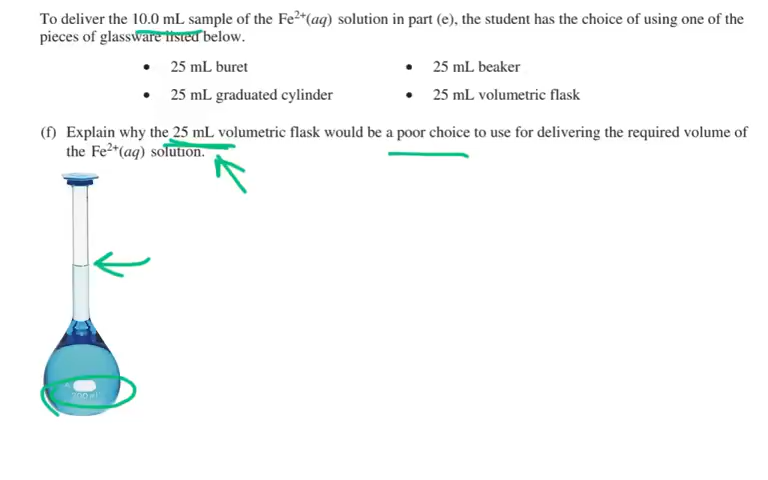 To deliver the 10.0 mL sample of the Fe²⁺(aq) solution in part (e), the student has the choice of using one of the
pieces of glassware listed below.
• 25 mL buret
• 25 mL beaker
• 25 mL graduated cylinder
• 25 mL volumetric flask
(f) Explain why the 25 mL volumetric flask would be a poor choice to use for delivering the required volume of
the Fe²⁺(aq) solution.